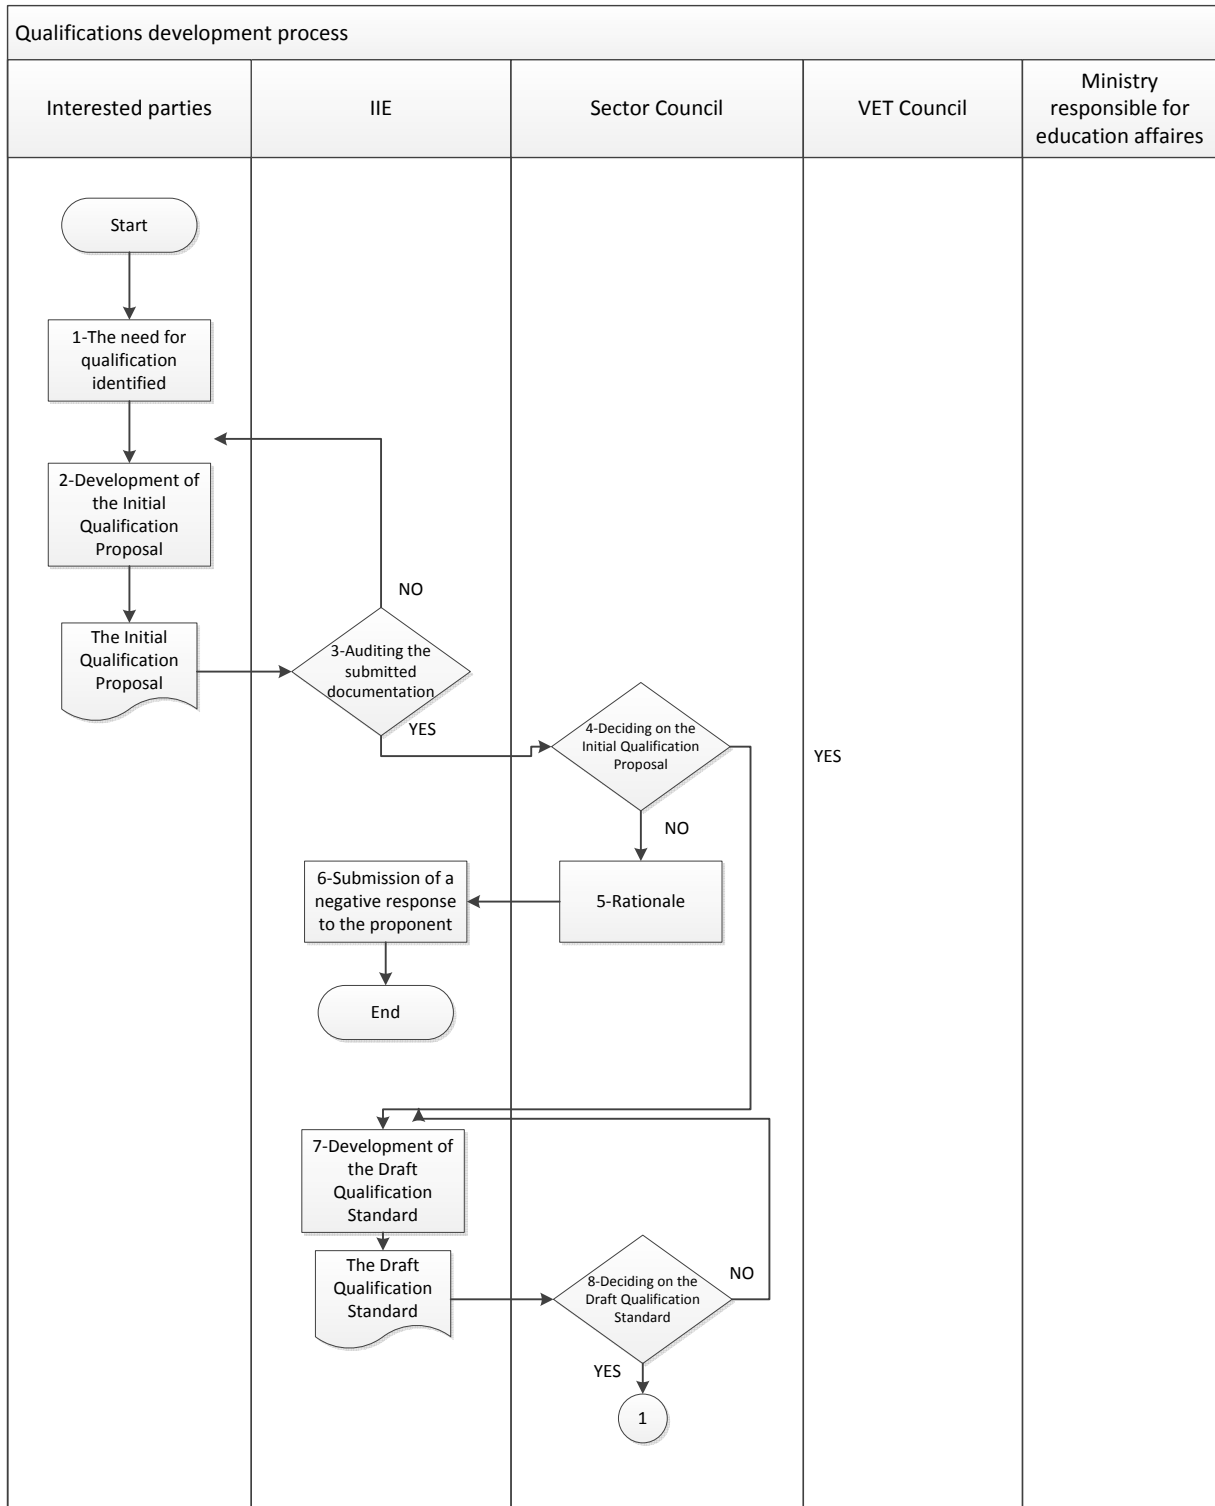 Qualifications development process
Interested parties
IIE
Sector Council
VET Council
Ministry
responsible for
education affaires
Start
1-The need for
qualification
identified
2-Development of
the Initial
Qualification
Proposal
NO
The Initial
Qualification
Proposal
3-Auditing the
submitted
documentation
YES
4-Deciding on the
Initial Qualification
Proposal
YES
NO
6-Submission of a
negative response
to the proponent
5-Rationale
End
7-Development of
the Draft
Qualification
Standard
The Draft
Qualification
Standard
8-Deciding on the
Draft Qualification
Standard
NO
YES
1